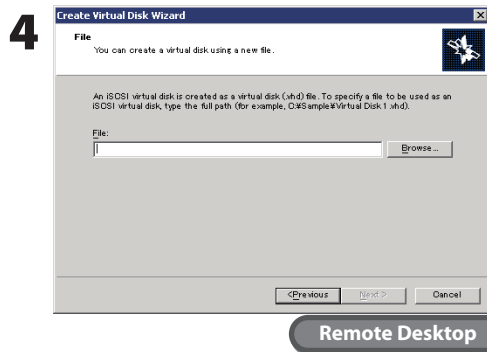 4
Create Virtual Disk Wizard
File
You can create a virtual disk using a new file.
An iSCSI virtual disk is created as a virtual disk (.vhd) file. To specify a file to be used as an
iSCSI virtual disk, type the full path (for example, C:¥Sample¥Virtual Disk 1.vhd).
File:
Browse...
<Previous
Next >
Cancel
Remote Desktop